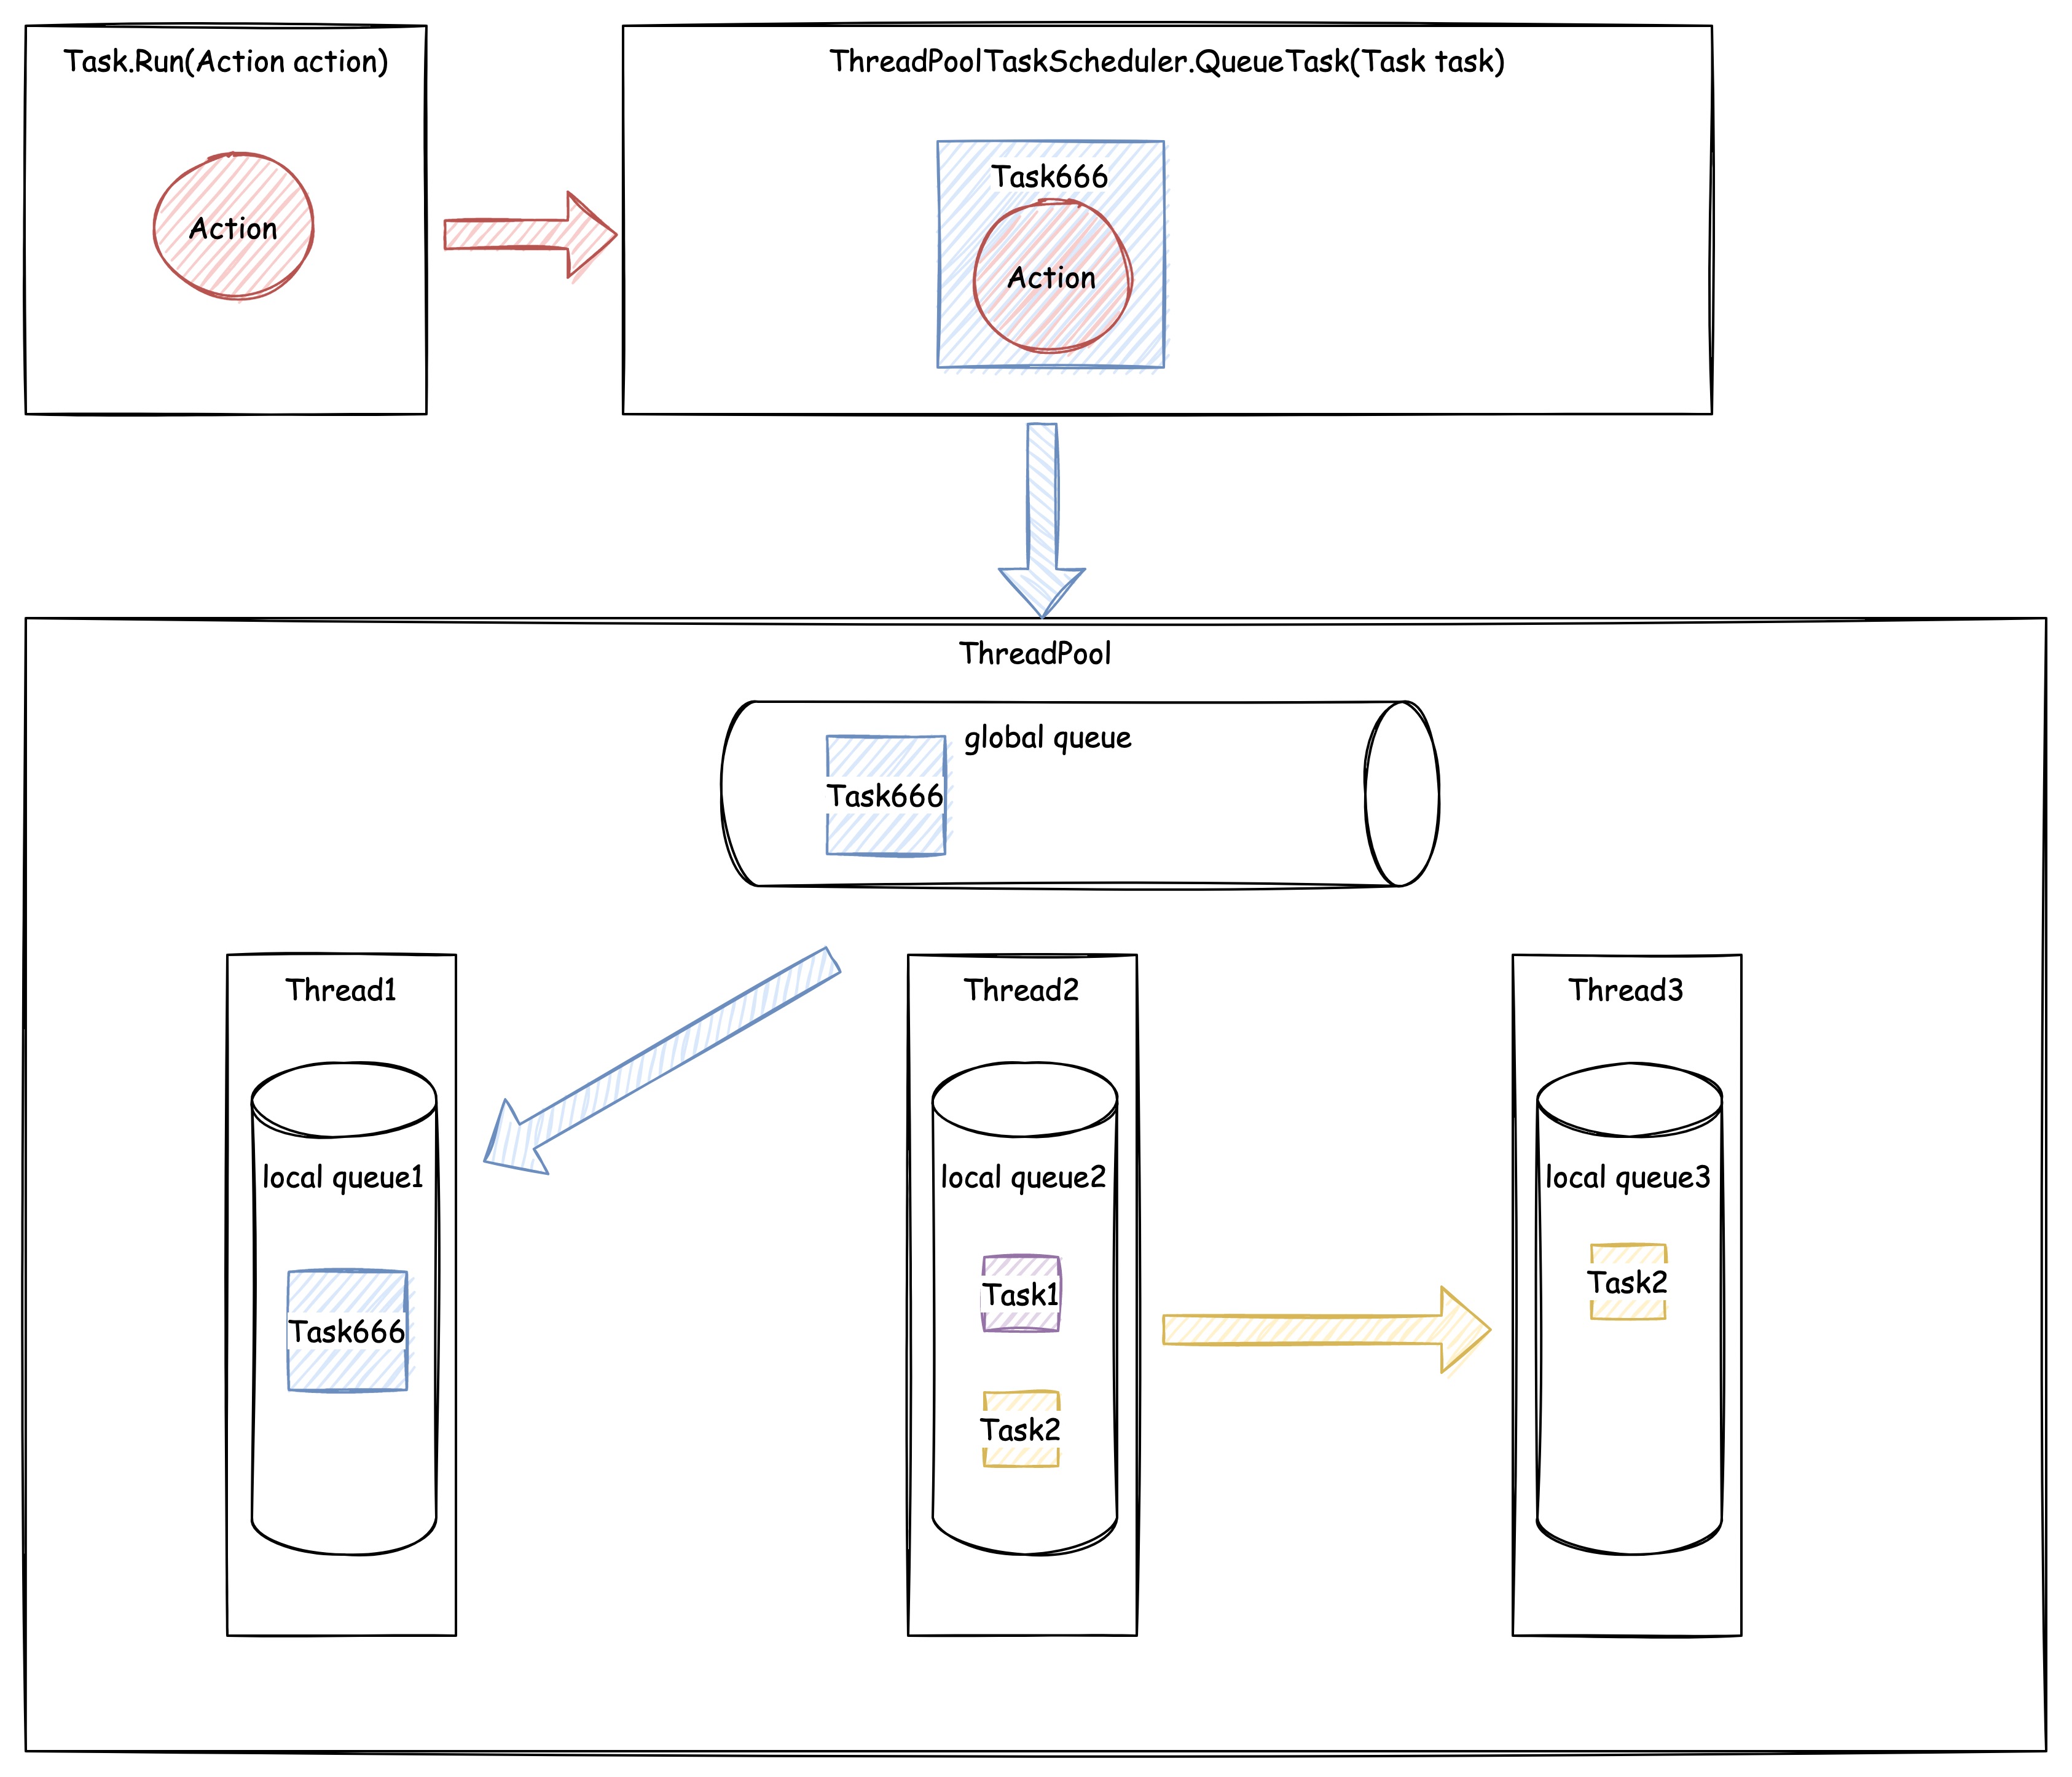 Task.Run(Action action)
Action
ThreadPoolTaskScheduler.QueueTask(Task task)
Task666
Action
ThreadPool
global queue
Task666
Thread1
local queue1
Task666
Thread2
local queue2
Task1
Task2
Thread3
local queue3
Task2